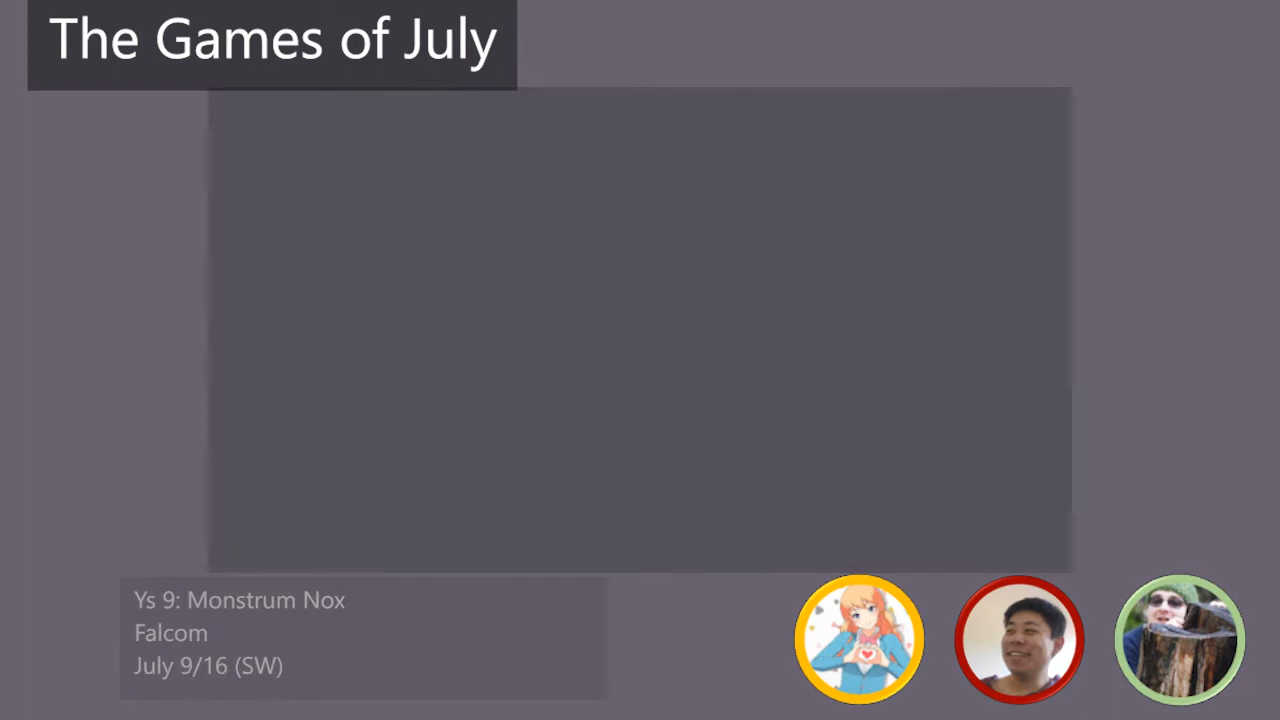 The Games of July
Ys 9: Monstrum Nox
Falcom
July 9/16 (SW)